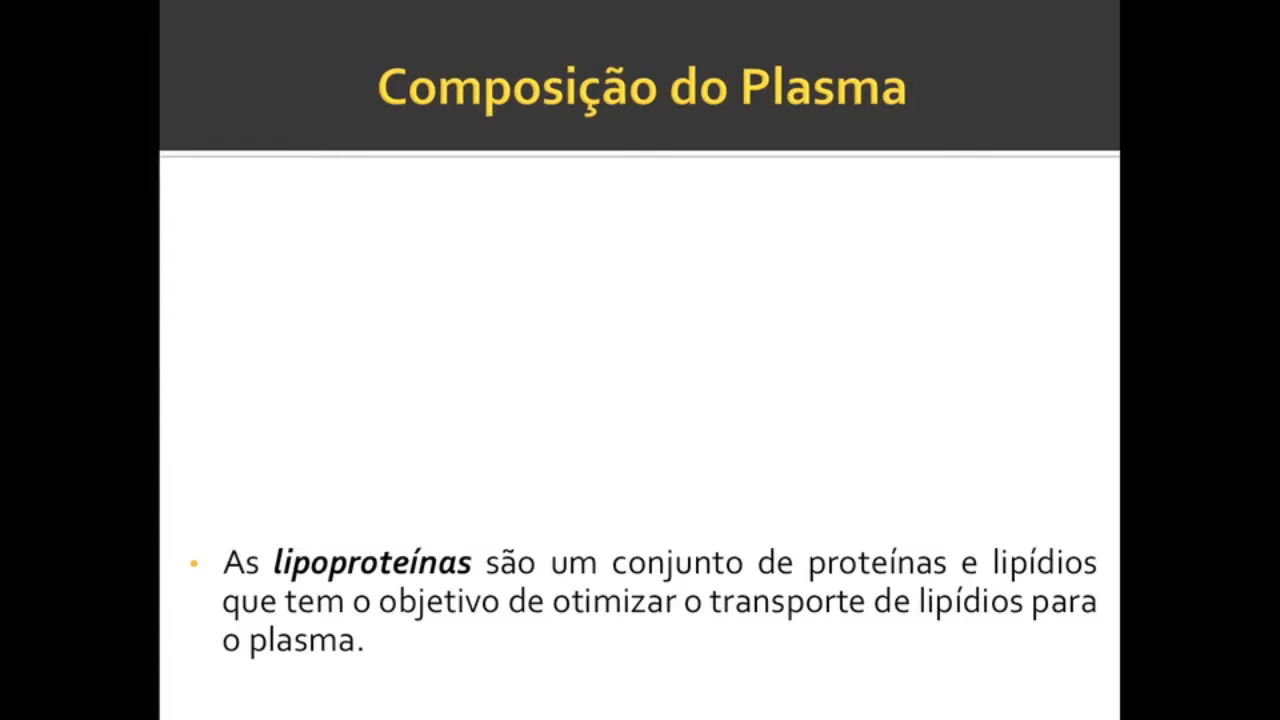 Composição do Plasma
• As lipoproteínas são um conjunto de proteínas e lipídios
que tem o objetivo de otimizar o transporte de lipídios para
o plasma.